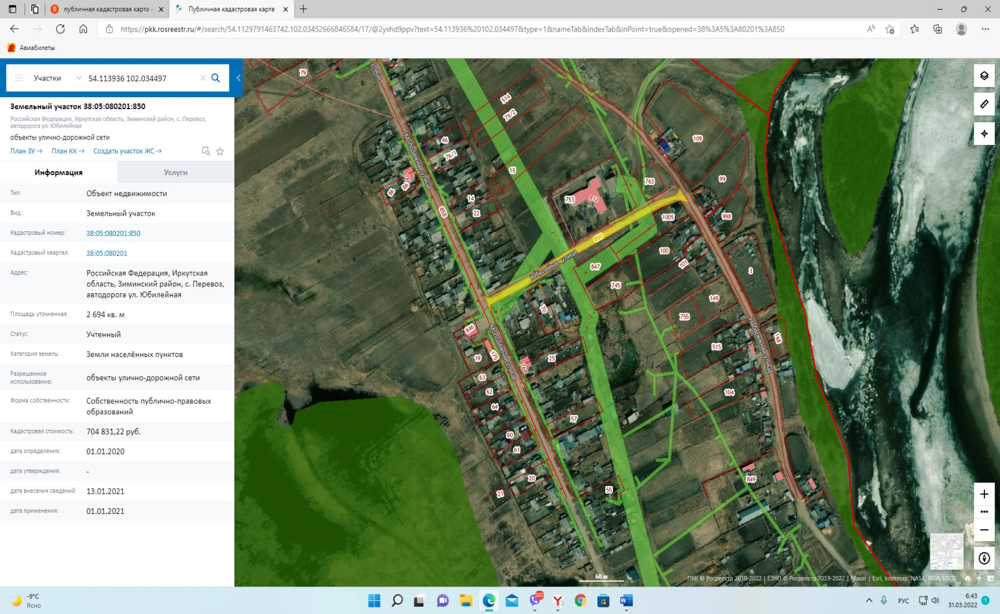 публичная кадастровая карта и
Публичная кадастровая карта
https://pkk.rosreestr.ru/#/search/54.1129791463742,102.03452666846584/17/@2yxhd9ppv?text=54.113936%20102.034497&type=1&nameTab&indexTab&inPoint=true&opened=38%3A5%3A80201%3A850
Авиабилеты
Участки
54.113936 102.034497
Земельный участок 38:05:080201:850
Российская Федерация, Иркутская область, Зиминский район, с. Перевоз,
автодорога ул. Юбилейная
объекты улично-дорожной сети
План ЗУ→ План КК→ Создать участок ЖС→
Информация
Услуги
Тип: Объект недвижимости
Вид: Земельный участок
Кадастровый номер: 38:05:080201:850
Кадастровый квартал: 38:05:080201
Адрес: Российская Федерация, Иркутская
область, Зиминский район, с. Перевоз,
автодорога ул. Юбилейная
Площадь уточненная: 2 694 кв. м
Статус: Учтенный
Категория земель: Земли населённых пунктов
Разрешенное
использование: объекты улично-дорожной сети
Форма собственности: Собственность публично-правовых
образований
Кадастровая стоимость: 704 831,22 руб.
дата определения: 01.01.2020
дата утверждения: -
дата внесения сведений: 13.01.2021
дата применения: 01.01.2021
79
514
76/2
109
46
76/1
Молодёжная улица
15
99
763
86
14
753
812
22
858
1005
998
850
100
Юбилейная улица
847
101
3
745
149
70
755
846
Молодёжная улица
Набережная улица
168
515
175
19
25
768
63
62
104
64
57
60
61
20
849
55
21
60 м
ПКК © Росреестр 2010-2022 | ЕЭКО © Росреестр 2019-2022 | Maxar | Esri, Intermap, NASA, NGA, USGS
-9°C
Ясно
385
РУС
6:43
31.03.2022
1